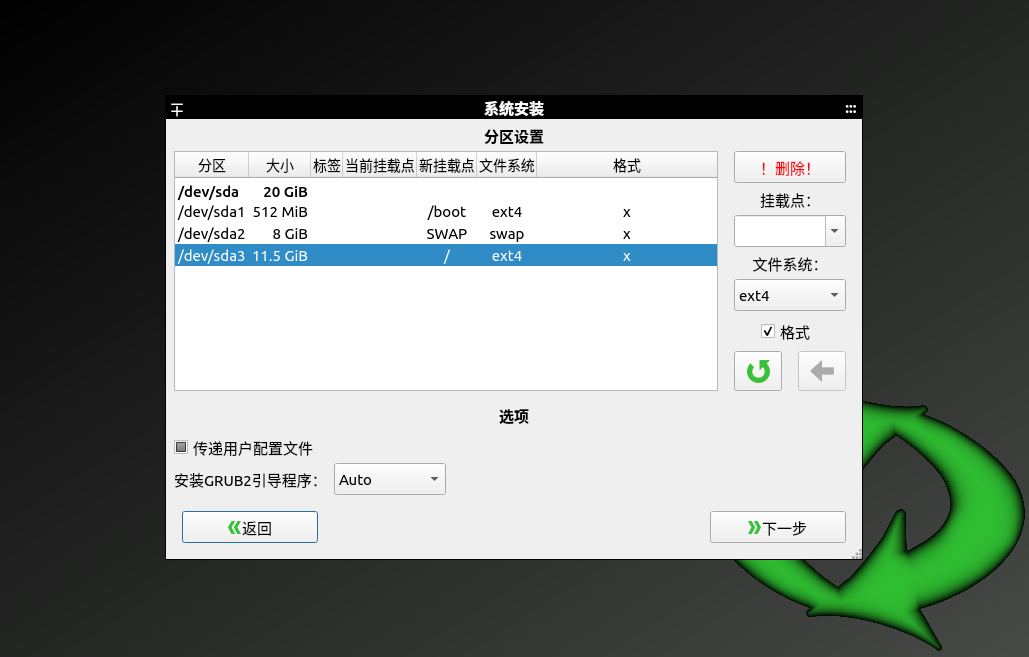 系统安装
分区设置
分区 大小 标签 当前挂载点 新挂载点 文件系统 格式
/dev/sda 20 GiB
/dev/sda1 512 MiB /boot ext4 x
/dev/sda2 8 GiB SWAP swap x
/dev/sda3 11.5 GiB / ext4 x
！删除！
挂载点：
文件系统：
ext4
格式
选项
传递用户配置文件
安装GRUB2引导程序： Auto
返回
下一步